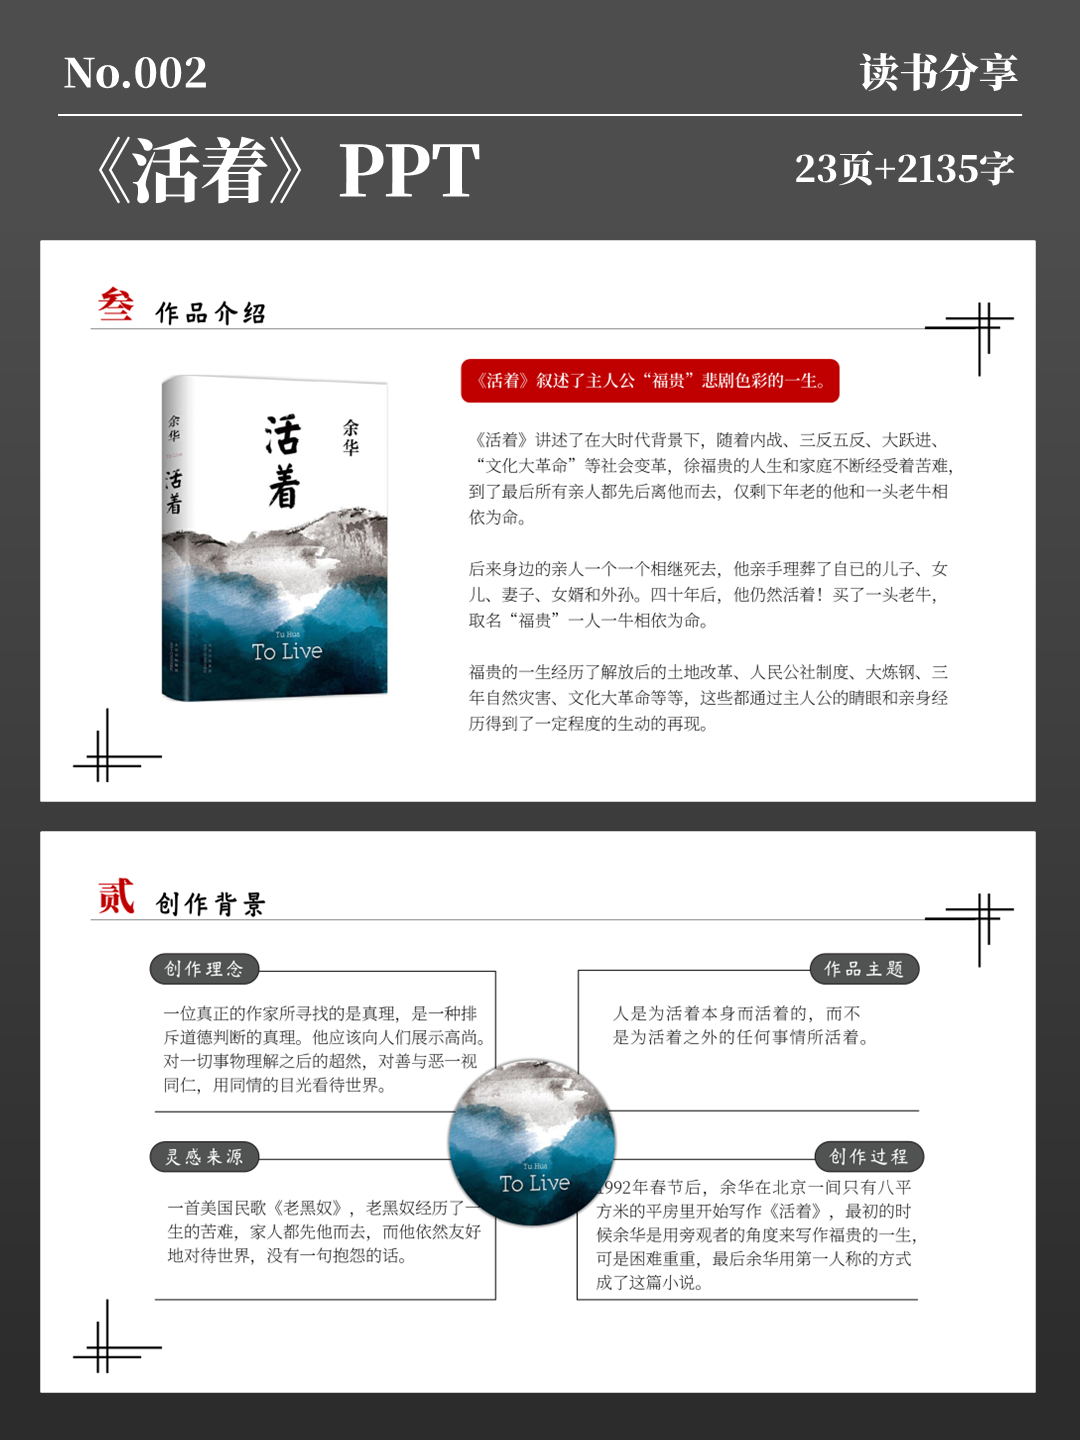 No.002
读书分享
《活着》PPT
23页+2135字
叁 作品介绍
余华
活着
余华
活着
Yu Hua
To Live
《活着》叙述了主人公“福贵”悲剧色彩的一生。
《活着》讲述了在大时代背景下，随着内战、三反五反、大跃进、
“文化大革命”等社会变革，徐福贵的人生和家庭不断经受着苦难，
到了最后所有亲人都先后离他而去，仅剩下年老的他和一头老牛相
依为命。
后来身边的亲人一个一个相继死去，他亲手理葬了自已的儿子、女
儿、妻子、女婿和外孙。四十年后，他仍然活着！买了一头老牛，
取名“福贵”一人一牛相依为命。
福贵的一生经历了解放后的土地改革、人民公社制度、大炼钢、三
年自然灾害、文化大革命等等，这些都通过主人公的睛眼和亲身经
历得到了一定程度的生动的再现。
贰 创作背景
创作理念
一位真正的作家所寻找的是真理，是一种排
斥道德判断的真理。他应该向人们展示高尚。
对一切事物理解之后的超然，对善与恶一视
同仁，用同情的目光看待世界。
作品主题
人是为活着本身而活着的，而不
是为活着之外的任何事情所活着。
Yu Hua
To Live
灵感来源
一首美国民歌《老黑奴》，老黑奴经历了一
生的苦难，家人都先他而去，而他依然友好
地对待世界，没有一句抱怨的话。
创作过程
1992年春节后，余华在北京一间只有八平
方米的平房里开始写作《活着》，最初的时
候余华是用旁观者的角度来写作福贵的一生，
可是困难重重，最后余华用第一人称的方式
成了这篇小说。